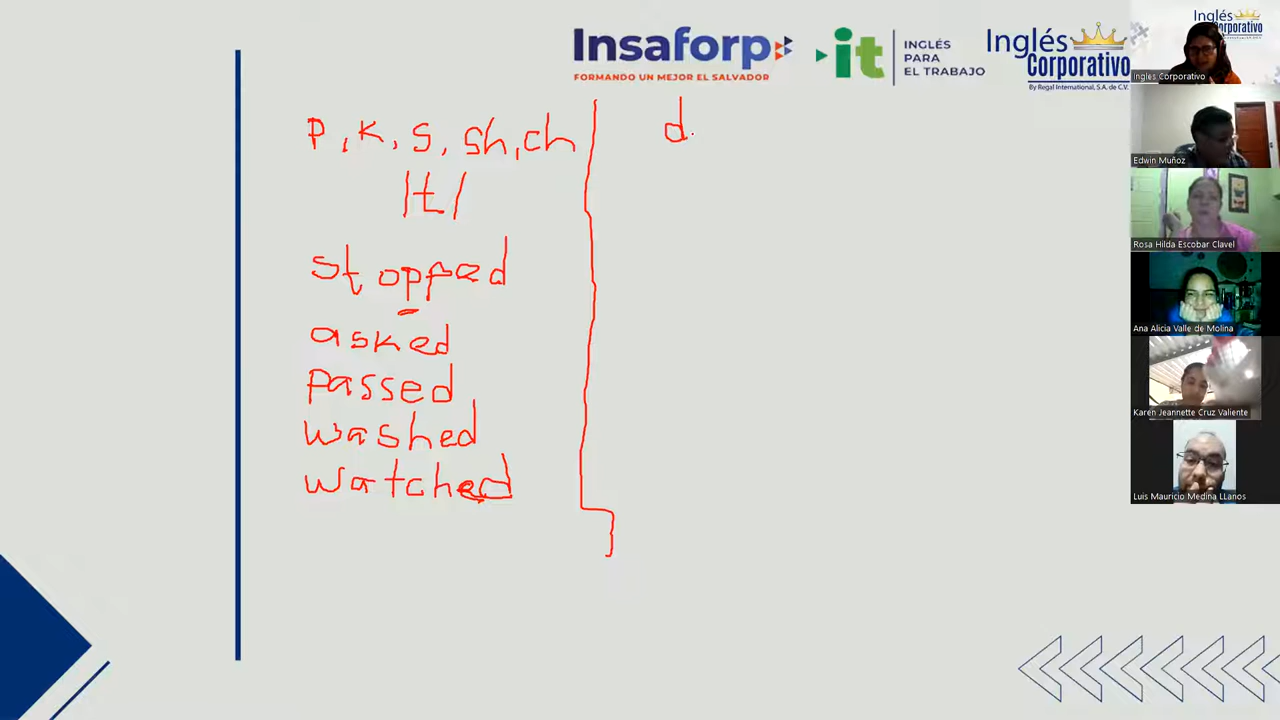 Insaforp
FORMANDO UN MEJOR EL SALVADOR
it
INGLÉS
PARA
EL TRABAJO
Inglés
Corporativo
By Regal International, S.A. de C.V.
P, K, S, Sh, ch
/t/
stopped
asked
passed
washed
watched
d
Inglés
Corporativo
Ingles Corporativo
Edwin Muñoz
Rosa Hilda Escobar Clavel
Ana Alicia Valle de Molina
Karen Jeannette Cruz Valiente
Luis Mauricio Medina LLanos